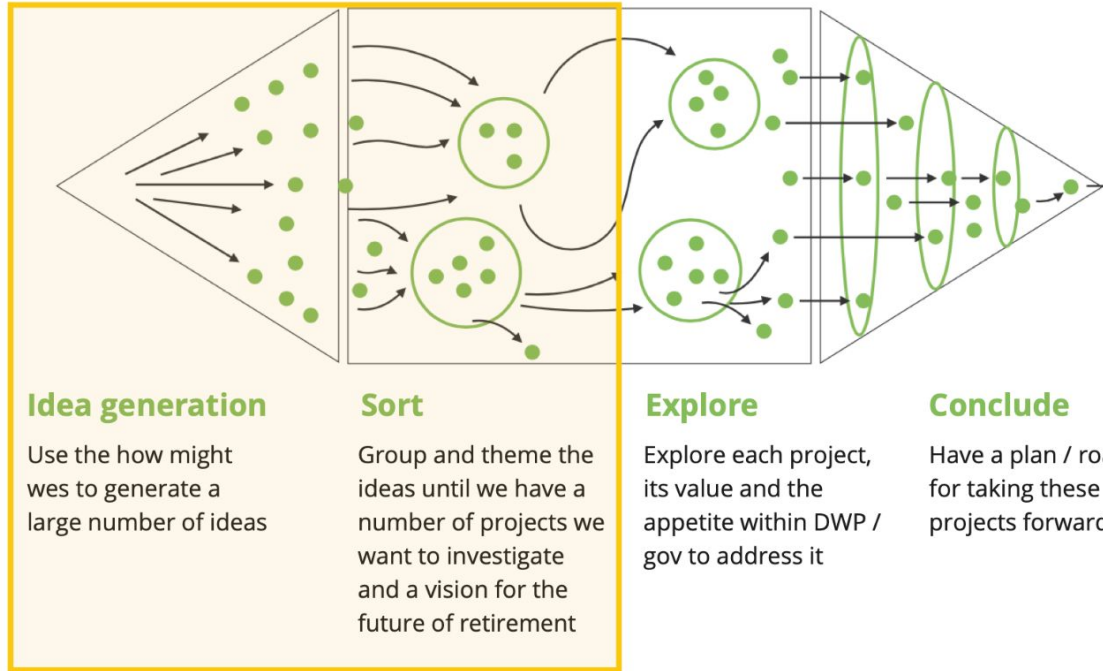 Idea generation
Use the how might
wes to generate a
large number of ideas
Sort
Group and theme the
ideas until we have a
number of projects we
want to investigate
and a vision for the
future of retirement
Explore
Explore each project,
its value and the
appetite within DWP /
gov to address it
Conclude
Have a plan /
for taking these
projects forward